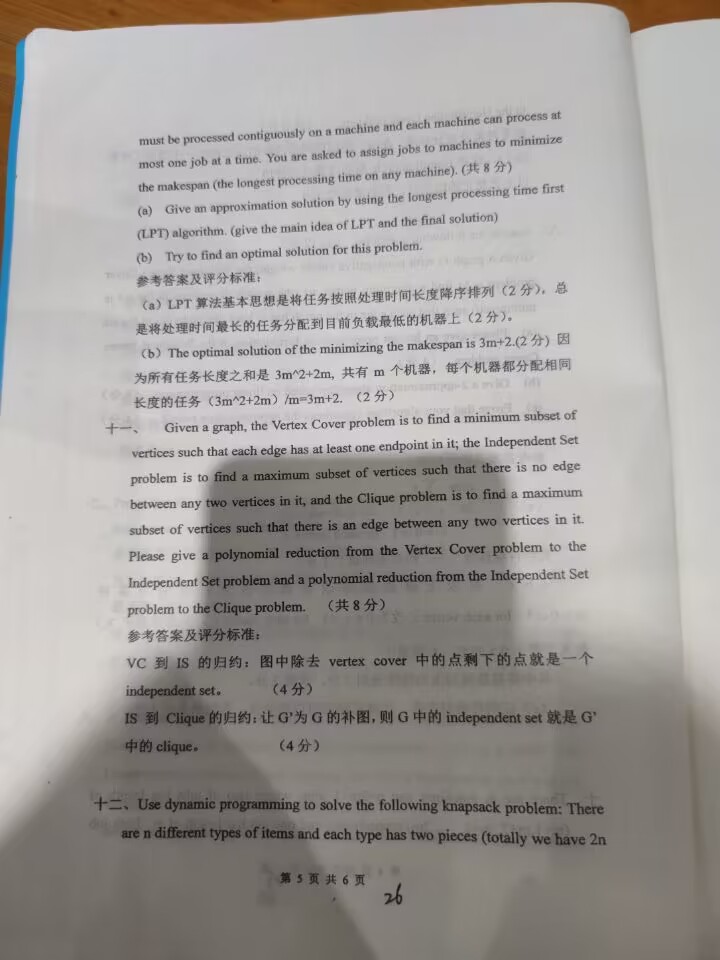 must be processed contiguously on a machine and each machine can process at
most one job at a time. You are asked to assign jobs to machines to minimize
the makespan (the longest processing time on any machine). (共 8 分)
(a) Give an approximation solution by using the longest processing time first
(LPT) algorithm. (give the main idea of LPT and the final solution)
(b) Try to find an optimal solution for this problem.
参考答案及评分标准：
（a）LPT 算法基本思想是将任务按照处理时间长度降序排列（2 分），总
是将处理时间最长的任务分配到目前负载最低的机器上（2 分）。
（b）The optimal solution of the minimizing the makespan is 3m+2.(2 分) 因
为所有任务长度之和是 3m^2+2m, 共有 m 个机器，每个机器都分配相同
长度的任务（3m^2+2m）/m=3m+2. （2 分）
十一、 Given a graph, the Vertex Cover problem is to find a minimum subset of
vertices such that each edge has at least one endpoint in it; the Independent Set
problem is to find a maximum subset of vertices such that there is no edge
between any two vertices in it, and the Clique problem is to find a maximum
subset of vertices such that there is an edge between any two vertices in it.
Please give a polynomial reduction from the Vertex Cover problem to the
Independent Set problem and a polynomial reduction from the Independent Set
problem to the Clique problem. （共 8 分）
参考答案及评分标准：
VC 到 IS 的归约：图中除去 vertex cover 中的点剩下的点就是一个
independent set。 （4 分）
IS 到 Clique 的归约：让 G'为 G 的补图，则 G 中的 independent set 就是 G'
中的 clique。 （4 分）
十二、Use dynamic programming to solve the following knapsack problem: There
are n different types of items and each type has two pieces (totally we have 2n
第 5 页 共 6 页
26